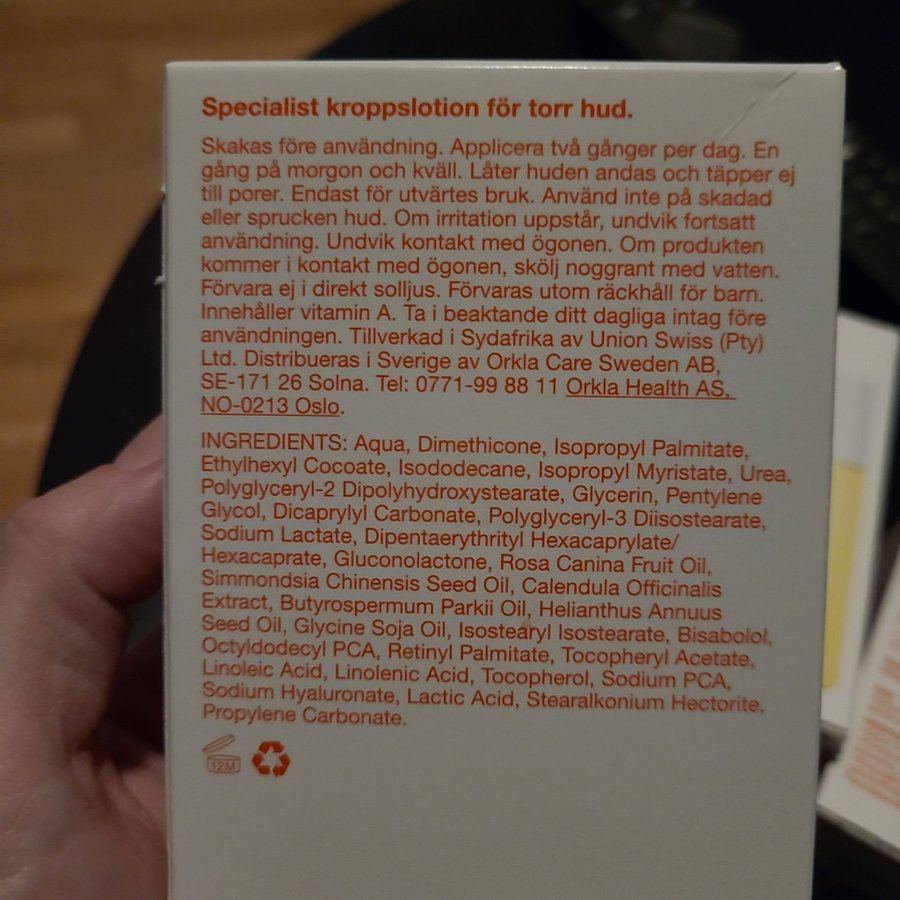 Specialist kroppslotion för torr hud.
Skakas före användning. Applicera två gånger per dag. En
gång på morgon och kväll. Låter huden andas och täpper ej
till porer. Endast för utvärtes bruk. Använd inte på skadad
eller sprucken hud. Om irritation uppstår, undvik fortsatt
användning. Undvik kontakt med ögonen. Om produkten
kommer i kontakt med ögonen, skölj noggrant med vatten.
Förvara ej i direkt solljus. Förvaras utom räckhåll för barn.
Innehåller vitamin A. Ta i beaktande ditt dagliga intag före
användningen. Tillverkad i Sydafrika av Union Swiss (Pty)
Ltd. Distribueras i Sverige av Orkla Care Sweden AB,
SE-171 26 Solna. Tel: 0771-99 88 11 Orkla Health AS,
NO-0213 Oslo.
INGREDIENTS: Aqua, Dimethicone, Isopropyl Palmitate,
Ethylhexyl Cocoate, Isododecane, Isopropyl Myristate, Urea,
Polyglyceryl-2 Dipolyhydroxystearate, Glycerin, Pentylene
Glycol, Dicaprylyl Carbonate, Polyglyceryl-3 Diisostearate,
Sodium Lactate, Dipentaerythrityl Hexacaprylate/
Hexacaprate, Gluconolactone, Rosa Canina Fruit Oil,
Simmondsia Chinensis Seed Oil, Calendula Officinalis
Extract, Butyrospermum Parkii Oil, Helianthus Annuus
Seed Oil, Glycine Soja Oil, Isostearyl Isostearate, Bisabolol,
Octyldodecyl PCA, Retinyl Palmitate, Tocopheryl Acetate,
Linoleic Acid, Linolenic Acid, Tocopherol, Sodium PCA,
Sodium Hyaluronate, Lactic Acid, Stearalkonium Hectorite,
Propylene Carbonate.
12M